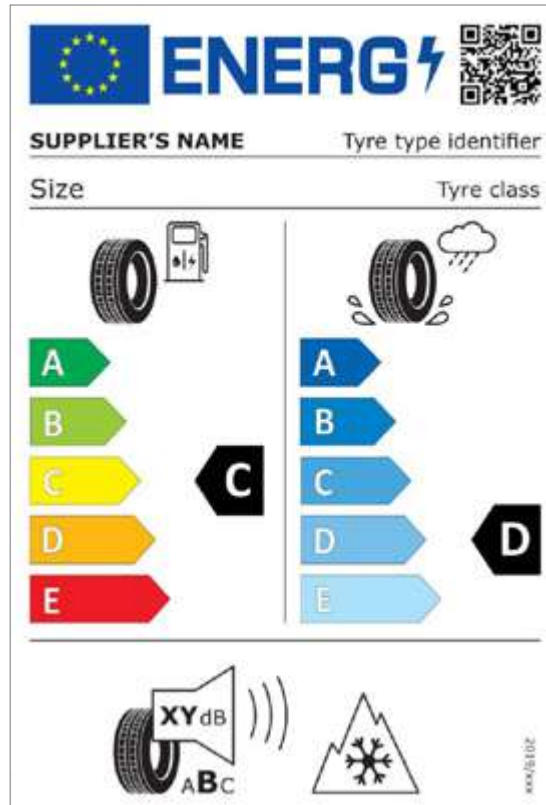 ENERG
SUPPLIER'S NAME Tyre type identifier
Size Tyre class
A A
B B
C C C
D D D
E E
XYdB
ABC
2019/xxx